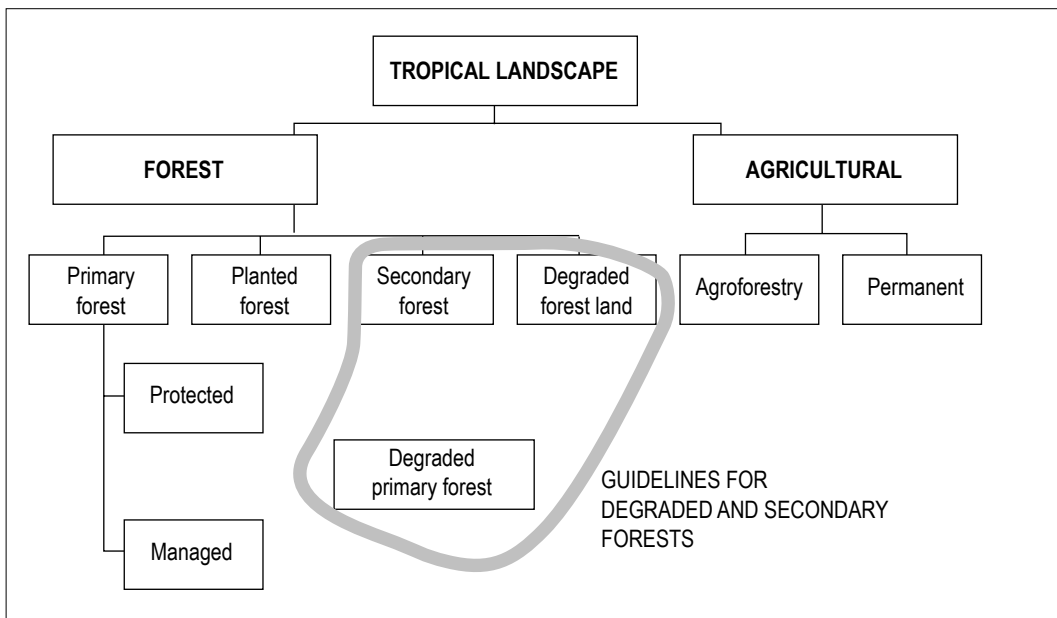 TROPICAL LANDSCAPE
FOREST
AGRICULTURAL
Primary
forest
Planted
forest
Secondary
forest
Degraded
forest land
Agroforestry
Permanent
Protected
Degraded
primary forest
GUIDELINES FOR
DEGRADED AND SECONDARY
FORESTS
Managed